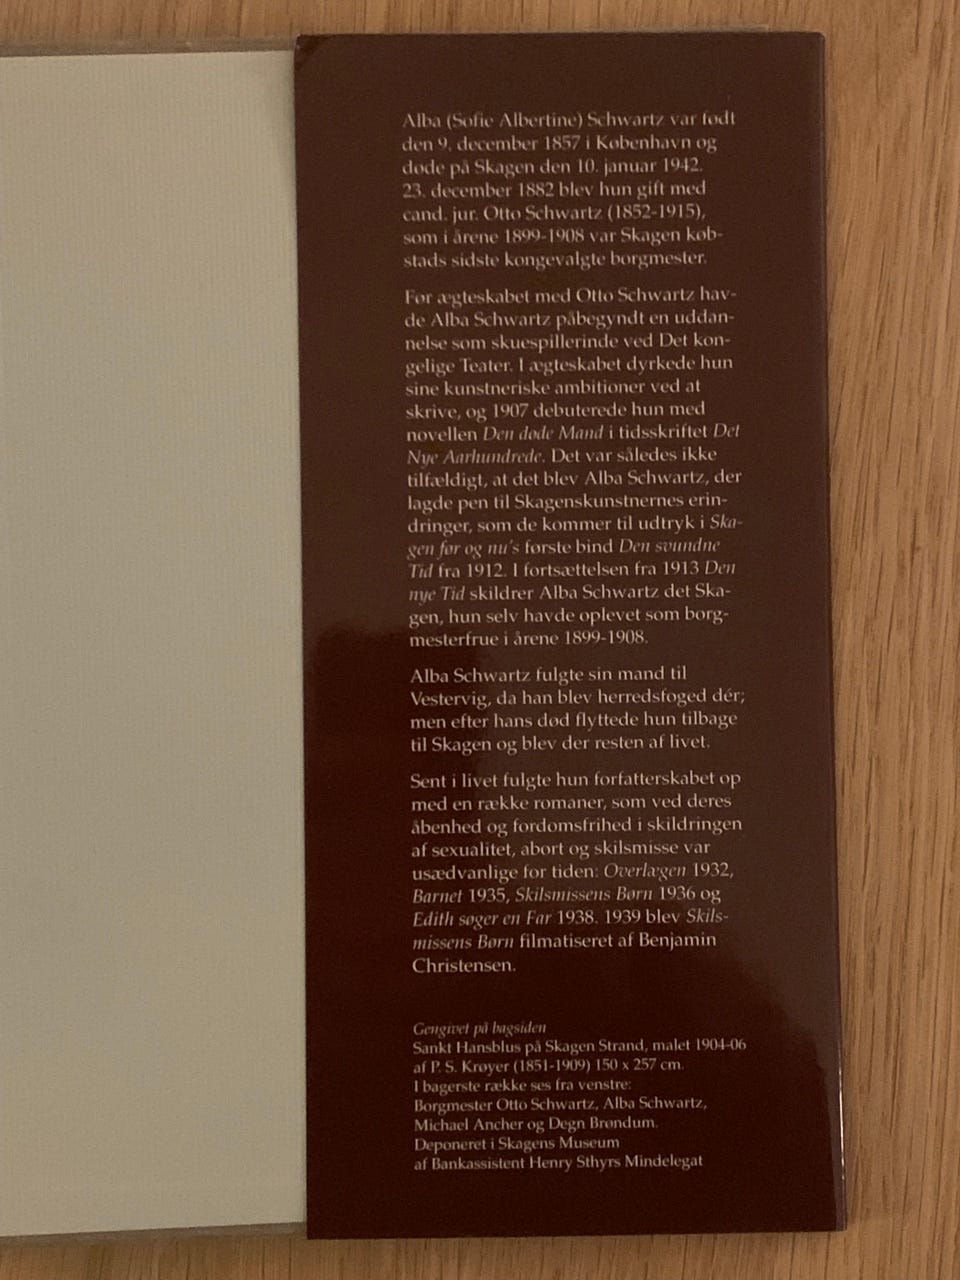 Alba (Sofie Albertine) Schwartz var født
den 9. december 1857 i København og
døde på Skagen den 10. januar 1942.
23. december 1882 blev hun gift med
cand. jur. Otto Schwartz (1852-1915),
som i årene 1899-1908 var Skagen køb-
stads sidste kongevalgte borgmester.
Før ægteskabet med Otto Schwartz hav-
de Alba Schwartz påbegyndt en uddan-
nelse som skuespillerinde ved Det kon-
gelige Teater. I ægteskabet dyrkede hun
sine kunstneriske ambitioner ved at
skrive, og 1907 debuterede hun med
novellen Den døde Mand i tidsskriftet Det
Nye Aarhundrede. Det var således ikke
tilfældigt, at det blev Alba Schwartz, der
lagde pen til Skagenskunstnernes erin-
dringer, som de kommer til udtryk i Ska-
gen før og nu's første bind Den svundne
Tid fra 1912. I fortsættelsen fra 1913 Den
nye Tid skildrer Alba Schwartz det Ska-
gen, hun selv havde oplevet som borg-
mesterfrue i årene 1899-1908.
Alba Schwartz fulgte sin mand til
Vestervig, da han blev herredsfoged dér;
men efter hans død flyttede hun tilbage
til Skagen og blev der resten af livet.
Sent i livet fulgte hun forfatterskabet op
med en række romaner, som ved deres
åbenhed og fordomsfrihed i skildringen
af sexualitet, abort og skilsmisse var
usædvanlige for tiden: Overlægen 1932,
Barnet 1935, Skilsmissens Børn 1936 og
Edith søger en Far 1938. 1939 blev Skils-
missens Børn filmatiseret af Benjamin
Christensen.
Gengivet på bagsiden
Sankt Hansblus på Skagen Strand, malet 1904-06
af P. S. Krøyer (1851-1909) 150 x 257 cm.
I bagerste række ses fra venstre:
Borgmester Otto Schwartz, Alba Schwartz,
Michael Ancher og Degn Brøndum.
Deponeret i Skagens Museum
af Bankassistent Henry Sthyrs Mindelegat